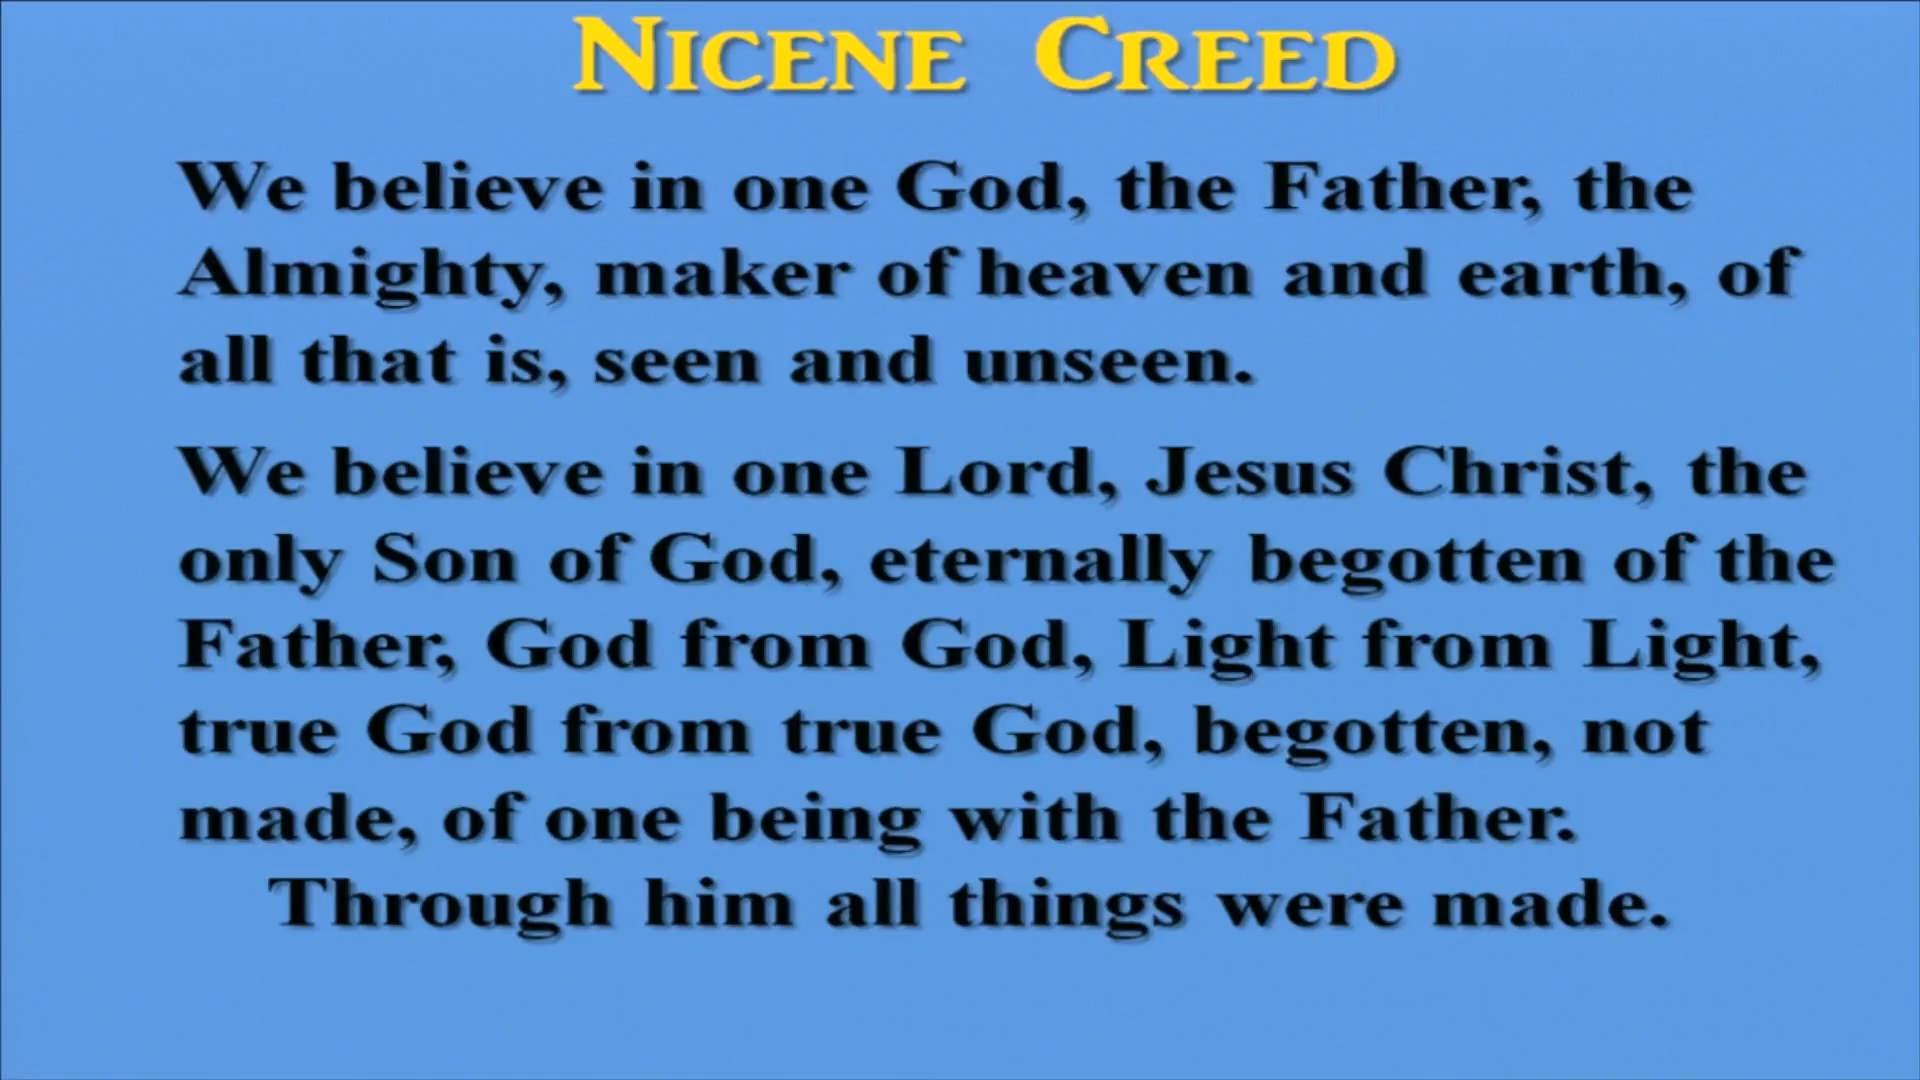 NICENE CREED
We believe in one God, the Father, the
Almighty, maker of heaven and earth, of
all that is, seen and unseen.
We believe in one Lord, Jesus Christ, the
only Son of God, eternally begotten of the
Father, God from God, Light from Light,
true God from true God, begotten, not
made, of one being with the Father.
Through him all things were made.